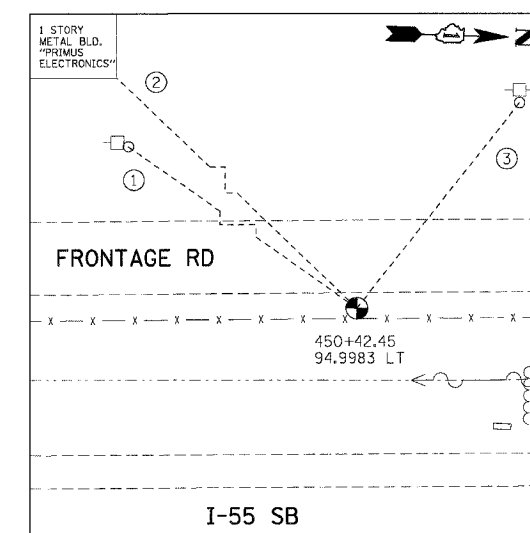 1 STORY
METAL BLD.
"PRIMUS
ELECTRONICS"
2
1
3
FRONTAGE RD
X X X X X X X X X X X X
450+42.45
94.9983 LT
I-55 SB